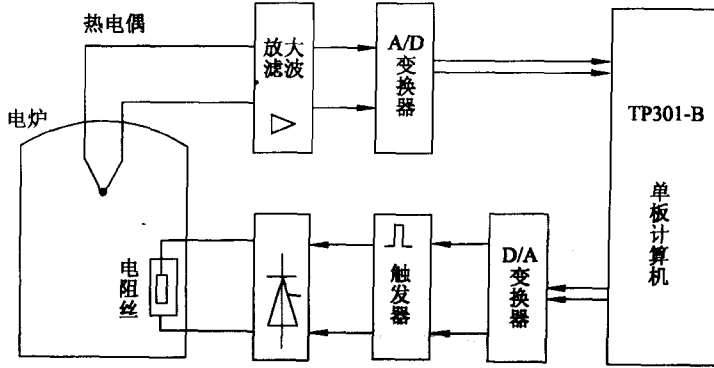 热电偶
放大
滤波
A/D
变换器
TP301-B
单板计算机
电炉
电阻丝
触发器
D/A
变换器